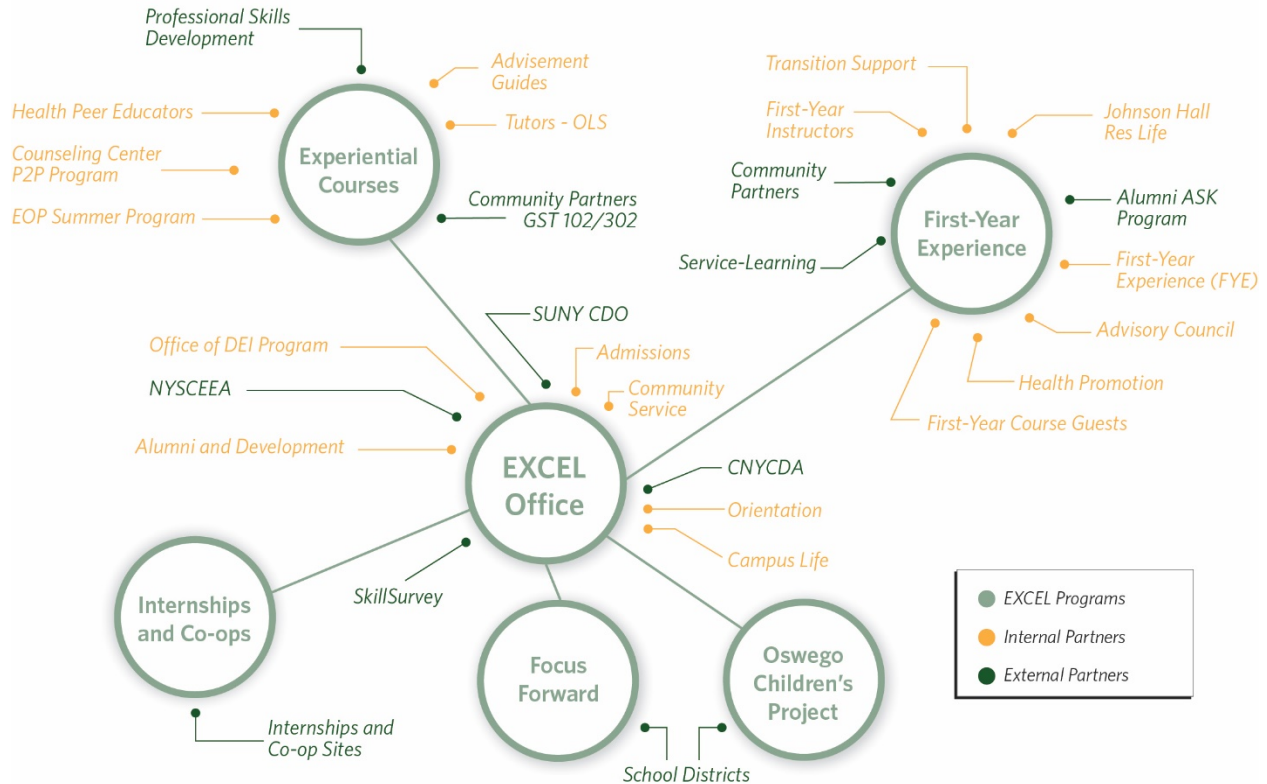 Professional Skills
Development
Advisement
Guides
Health Peer Educators
Tutors - OLS
Counseling Center
P2P Program
EOP Summer Program
Experiential
Courses
Community Partners
GST 102/302
Transition Support
First-Year
Instructors
Johnson Hall
Res Life
Community
Partners
Alumni ASK
Program
Service-Learning
First-Year
Experience
First-Year
Experience (FYE)
Advisory Council
Health Promotion
First-Year Course Guests
SUNY CDO
Office of DEI Program
Admissions
NYSCEEA
Community
Service
Alumni and Development
EXCEL
Office
CNYCDA
Orientation
Campus Life
SkillSurvey
Internships
and Co-ops
Internships and
Co-op Sites
Focus
Forward
Oswego
Children's
Project
School Districts
EXCEL Programs
Internal Partners
External Partners